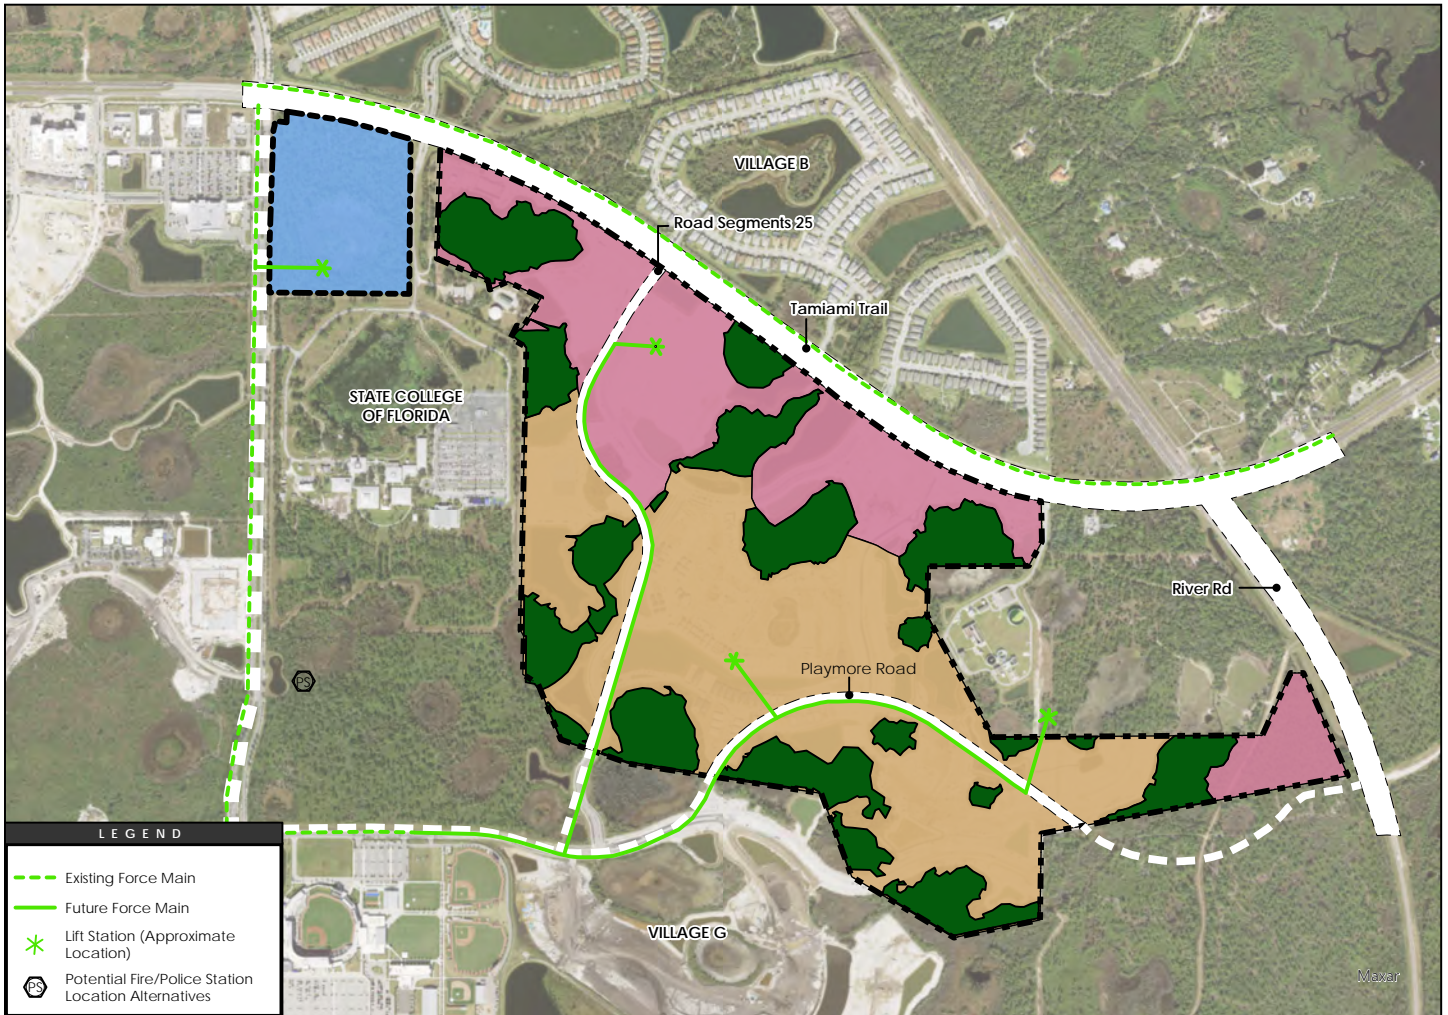 VILLAGE B
Road Segments 25
Tamiami Trail
STATE COLLEGE
OF FLORIDA
River Rd
PS
Playmore Road
VILLAGE G
Maxar
LEGEND
Existing Force Main
Future Force Main
Lift Station (Approximate
Location)
PS
Potential Fire/Police Station
Location Alternatives